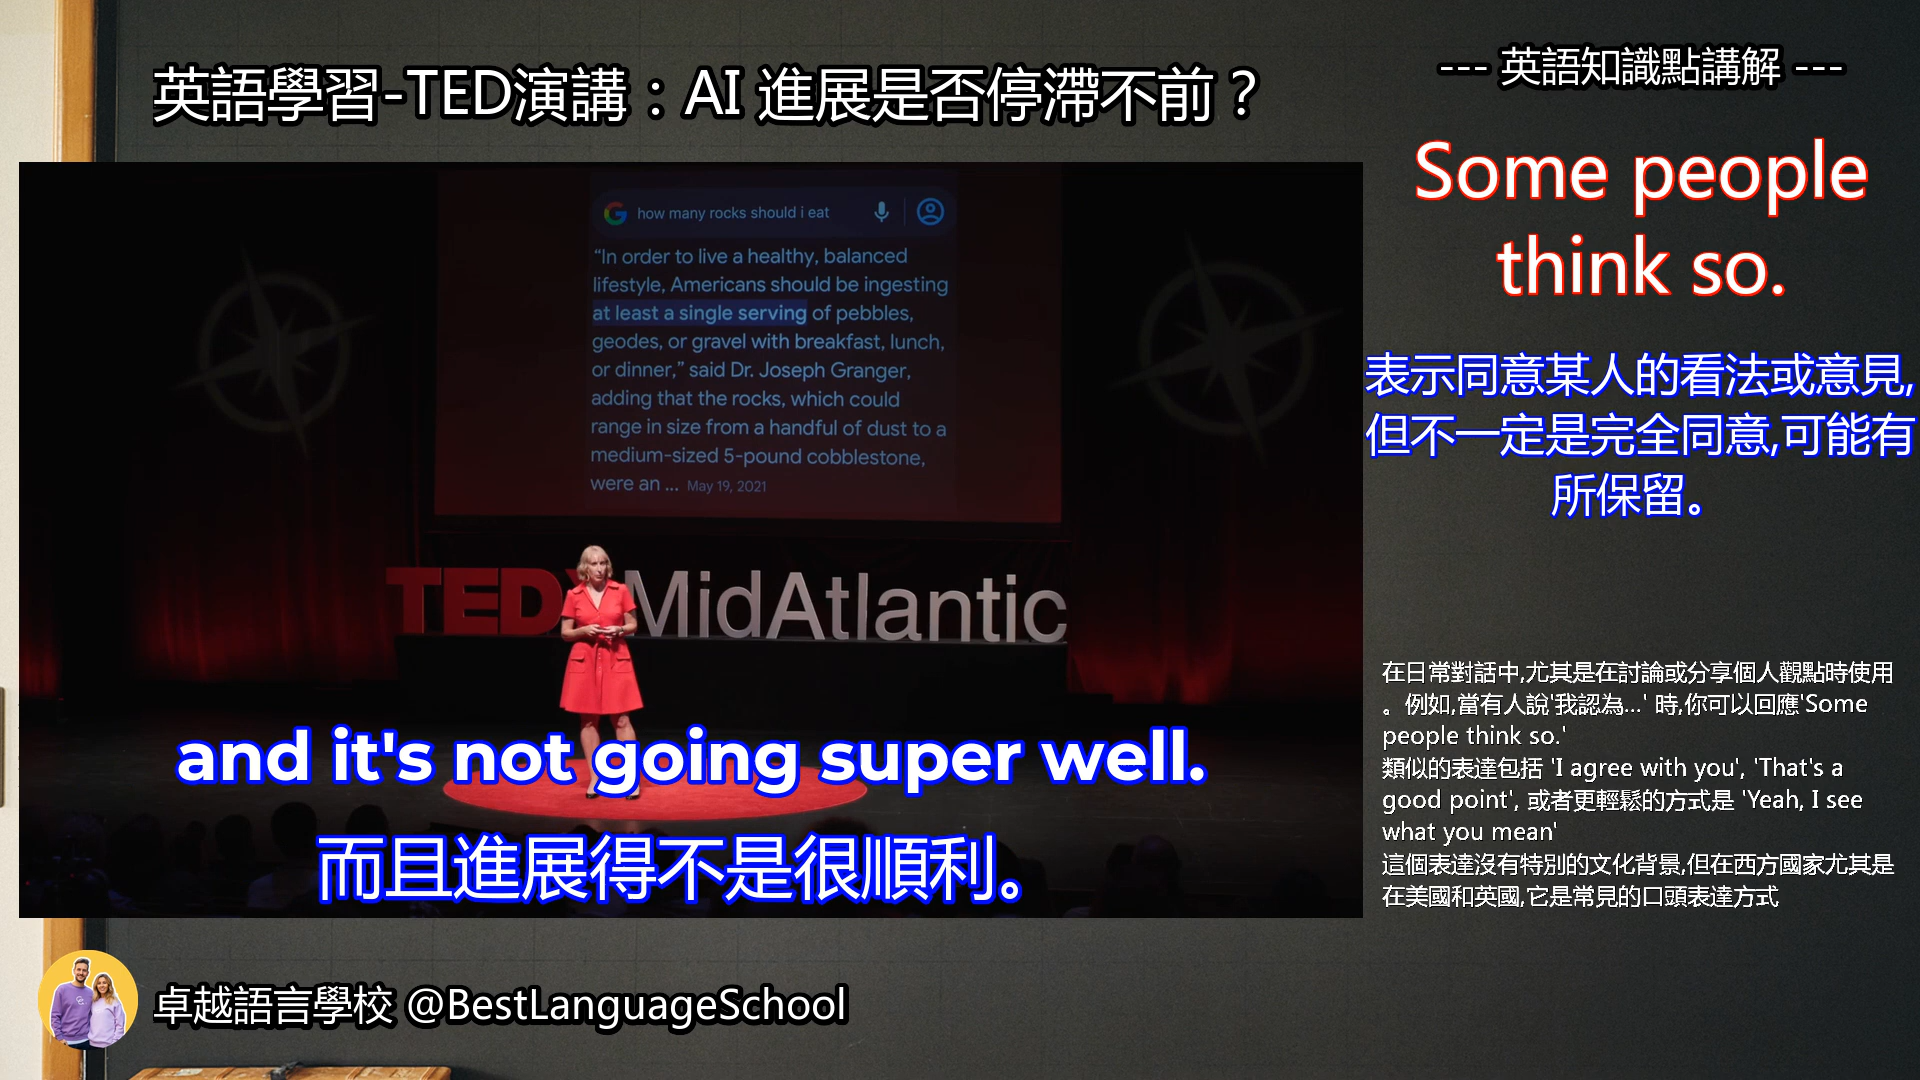 英語學習-TED演講：AI 進展是否停滯不前？
--- 英語知識點講解 ---
Some people
think so.
表示同意某人的看法或意見,
但不一定是完全同意,可能有
所保留。
how many rocks should i eat
“In order to live a healthy, balanced
lifestyle, Americans should be ingesting
at least a single serving of pebbles,
geodes, or gravel with breakfast, lunch,
or dinner,” said Dr. Joseph Granger,
adding that the rocks, which could
range in size from a handful of dust to a
medium-sized 5-pound cobblestone,
were an ... May 19, 2021
TEDx MidAtlantic
and it's not going super well.
而且進展得不是很順利。
在日常對話中,尤其是在討論或分享個人觀點時使用
。例如,當有人說'我認為...' 時,你可以回應'Some
people think so.'
類似的表達包括 'I agree with you', 'That's a
good point', 或者更輕鬆的方式是 'Yeah, I see
what you mean'
這個表達沒有特別的文化背景,但在西方國家尤其是
在美國和英國,它是常見的口頭表達方式
卓越語言學校 @BestLanguageSchool